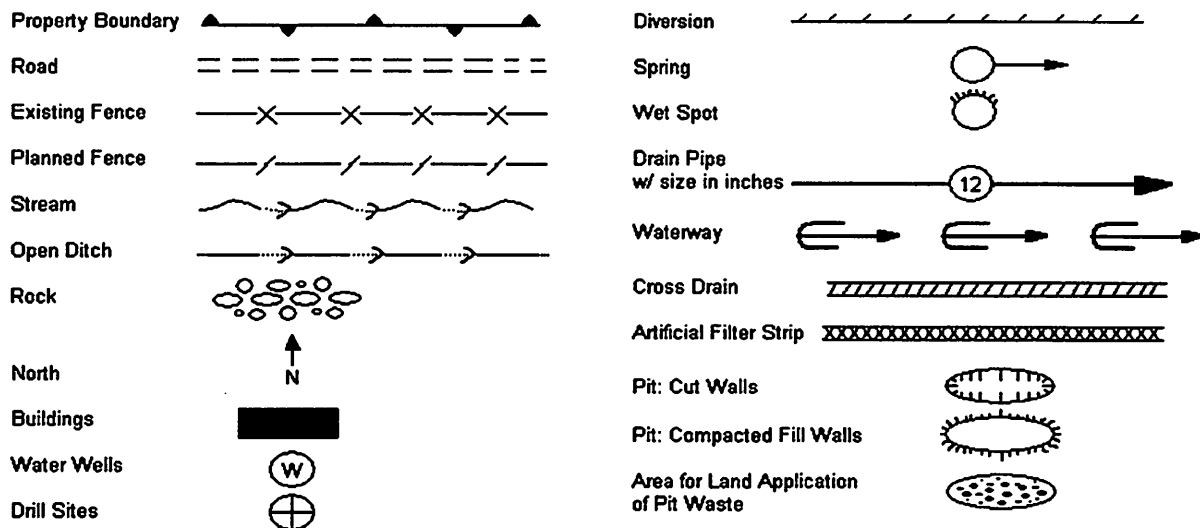 Property Boundary
Road
Existing Fence
Planned Fence
Stream
Open Ditch
Rock
North
N
Buildings
Water Wells
W
Drill Sites
Diversion
Spring
Wet Spot
Drain Pipe
w/ size in inches
12
Waterway
Cross Drain
Artificial Filter Strip
Pit: Cut Walls
Pit: Compacted Fill Walls
Area for Land Application
of Pit Waste